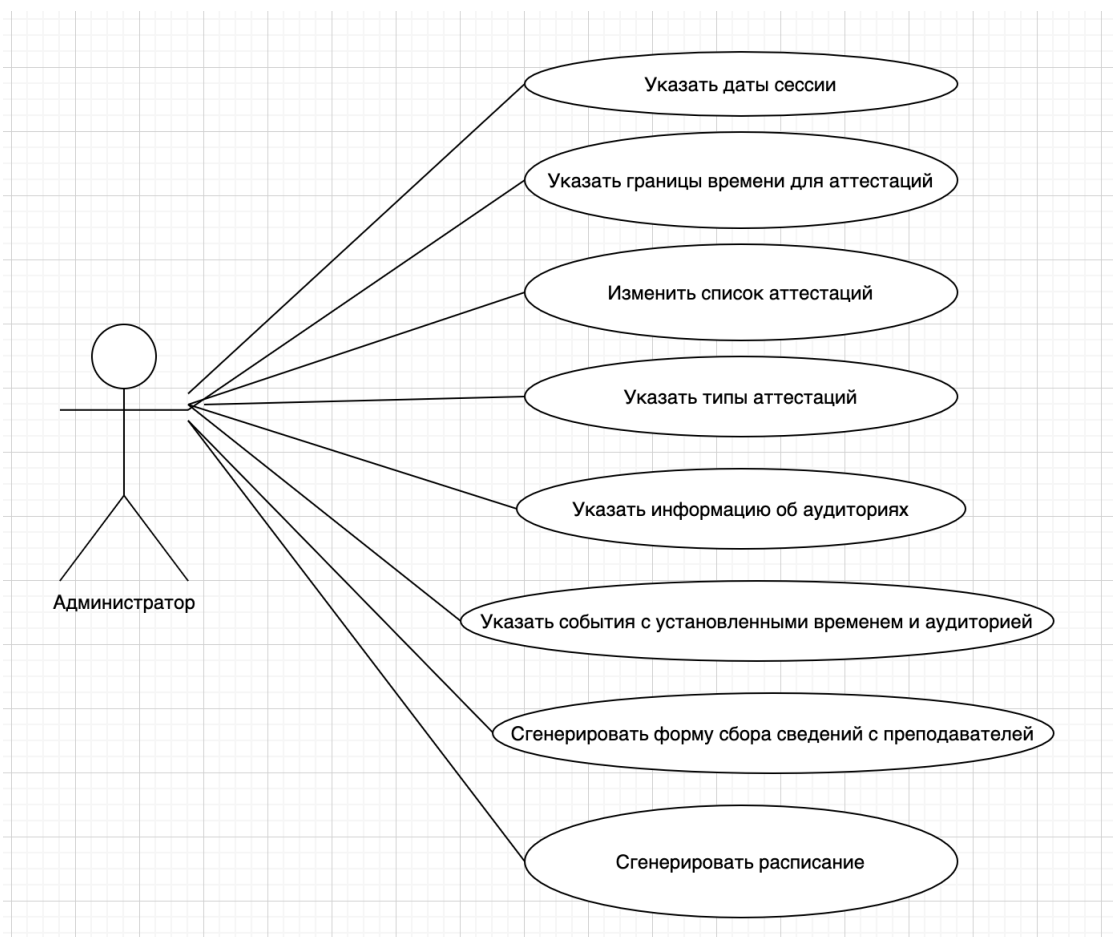 Указать даты сессии
Указать границы времени для аттестаций
Изменить список аттестаций
Указать типы аттестаций
Указать информацию об аудиториях
Администратор
Указать события с установленными временем и аудиторией
Сгенерировать форму сбора сведений с преподавателей
Сгенерировать расписание